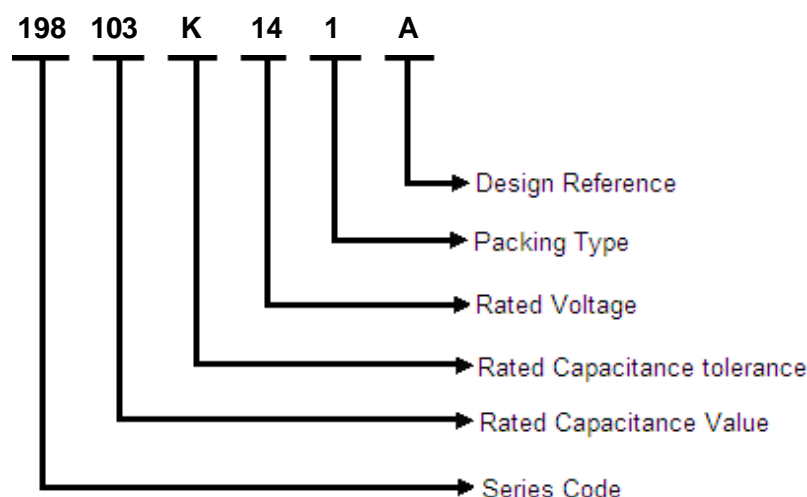 198 103 K 14 1 A
Design Reference
Packing Type
Rated Voltage
Rated Capacitance tolerance
Rated Capacitance Value
Series Code